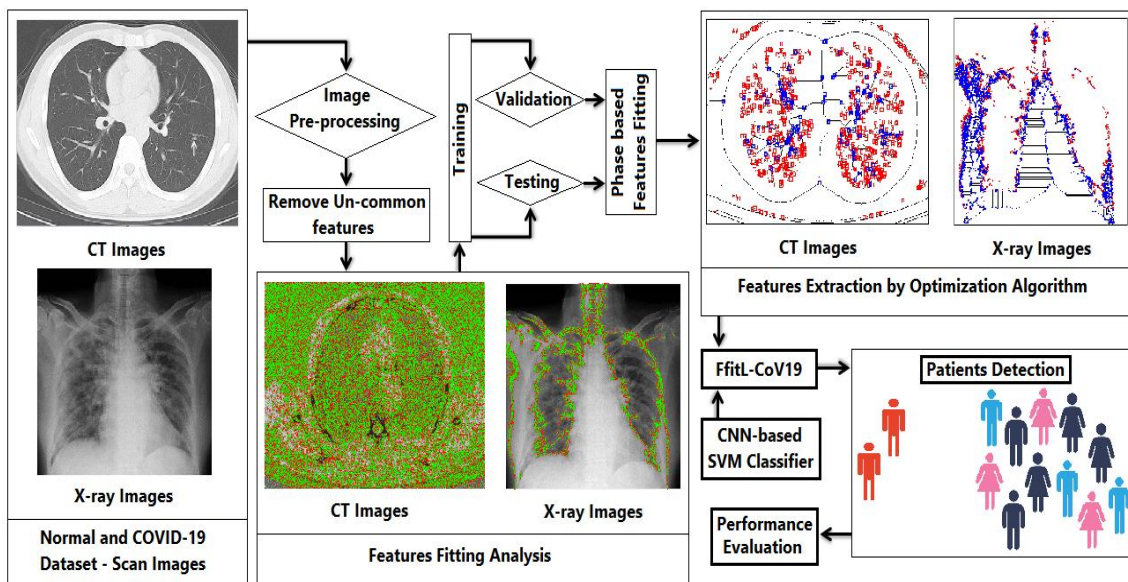 CT Images
X-ray Images
Normal and COVID-19
Dataset - Scan Images
Image
Pre-processing
Remove Un-common
features
CT Images
X-ray Images
Features Fitting Analysis
Training
Validation
Testing
Phase based
Features Fitting
CT Images
X-ray Images
Features Extraction by Optimization Algorithm
FfitL-CoV19
CNN-based
SVM Classifier
Patients Detection
Performance
Evaluation